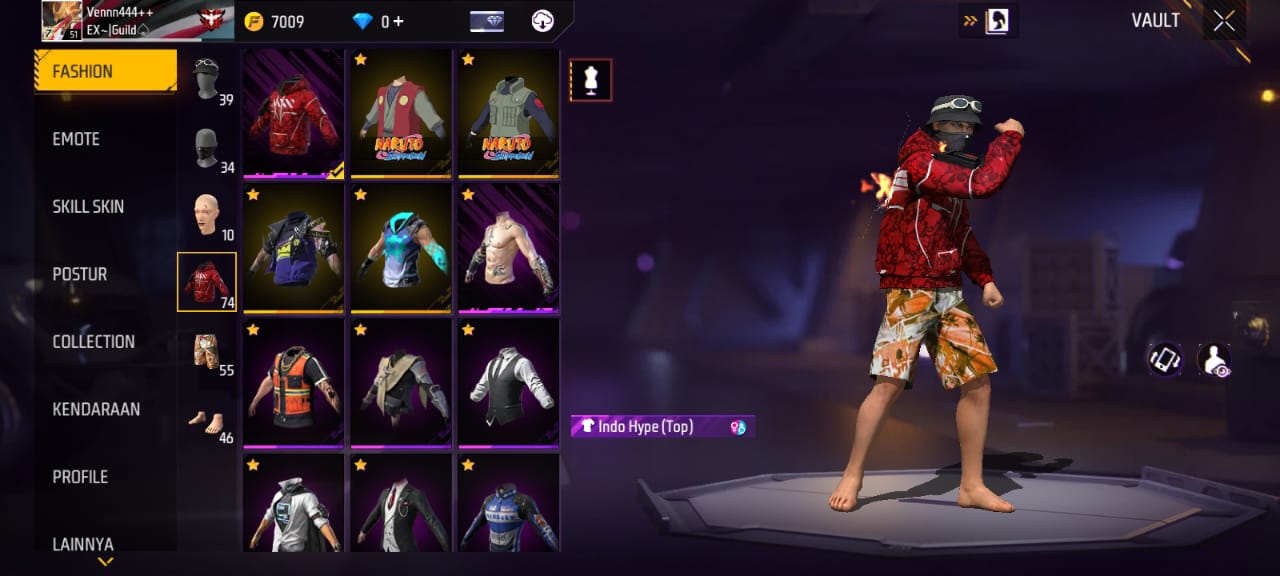 Vennn444++
EX~|Guild♤
51
7009
0+
VAULT
FASHION
39
EMOTE
34
SKILL SKIN
10
POSTUR
74
COLLECTION
55
KENDARAAN
46
PROFILE
LAINNYA
NARUTO
NARUTO
Indo Hype (Top)